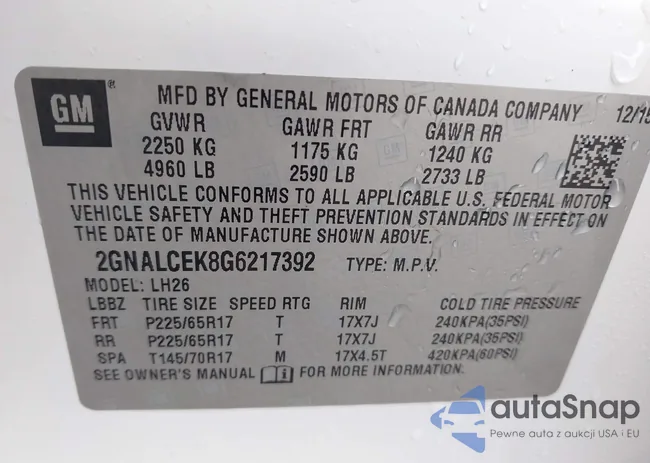 GM ®
MFD BY GENERAL MOTORS OF CANADA COMPANY 12/15
GVWR GAWR FRT GAWR RR
2250 KG 1175 KG 1240 KG
4960 LB 2590 LB 2733 LB
THIS VEHICLE CONFORMS TO ALL APPLICABLE U.S. FEDERAL MOTOR
VEHICLE SAFETY AND THEFT PREVENTION STANDARDS IN EFFECT ON
THE DATE OF MANUFACTURE SHOWN ABOVE.
2GNALCEK8G6217392 TYPE: M.P.V.
MODEL: LH26
LBBZ TIRE SIZE SPEED RTG RIM COLD TIRE PRESSURE
FRT P225/65R17 T 17X7J 240KPA(35PSI)
RR P225/65R17 T 17X7J 240KPA(35PSI)
SPA T145/70R17 M 17X4.5T 420KPA(60PSI)
SEE OWNER'S MANUAL i FOR MORE INFORMATION.
autaSnap
Pewne auta z aukcji USA i EU